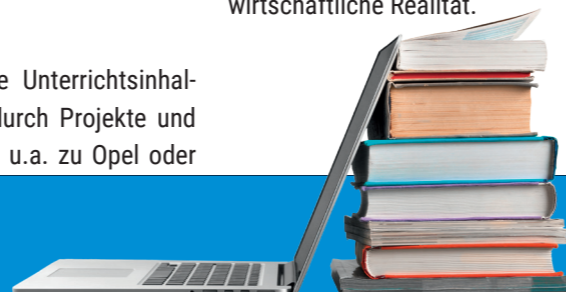 wirtschaftliche Realität.
e Unterrichtsinhal-
durch Projekte und
u.a. zu Opel oder